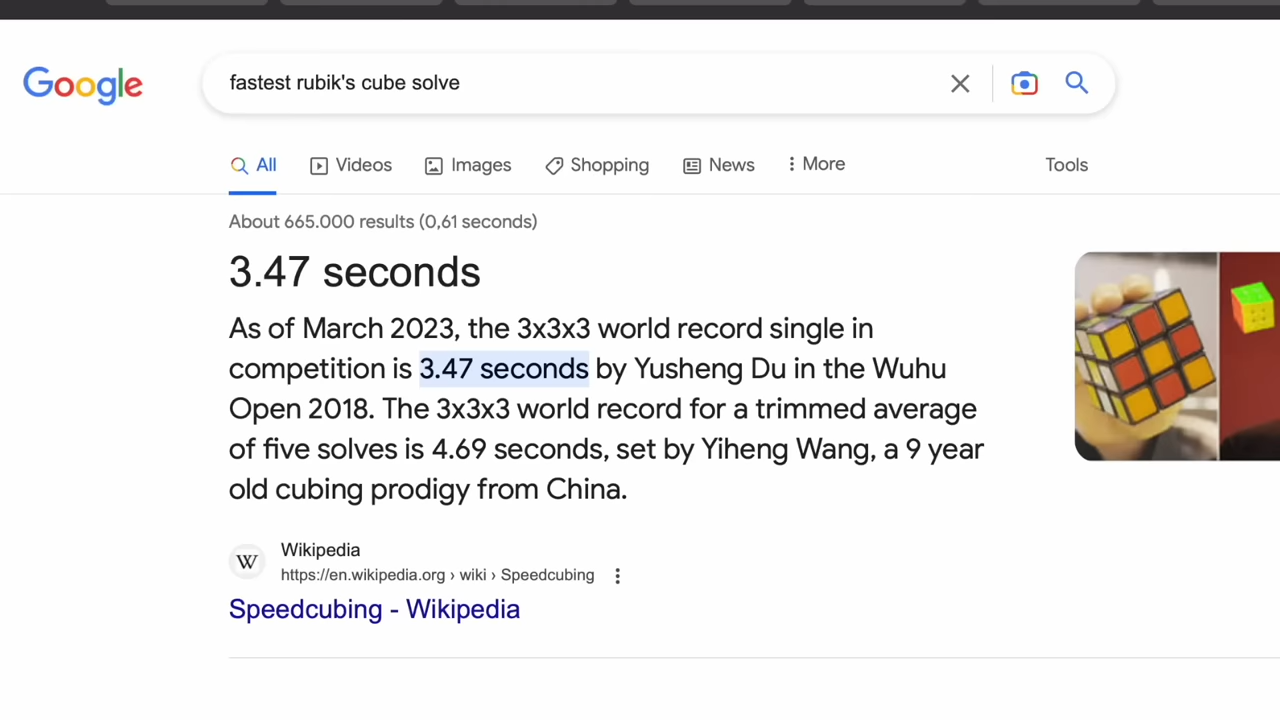 Google
fastest rubik's cube solve
All Videos Images Shopping News More Tools
About 665.000 results (0,61 seconds)
3.47 seconds
As of March 2023, the 3x3x3 world record single in
competition is 3.47 seconds by Yusheng Du in the Wuhu
Open 2018. The 3x3x3 world record for a trimmed average
of five solves is 4.69 seconds, set by Yiheng Wang, a 9 year
old cubing prodigy from China.
W
Wikipedia
https://en.wikipedia.org › wiki › Speedcubing
Speedcubing - Wikipedia